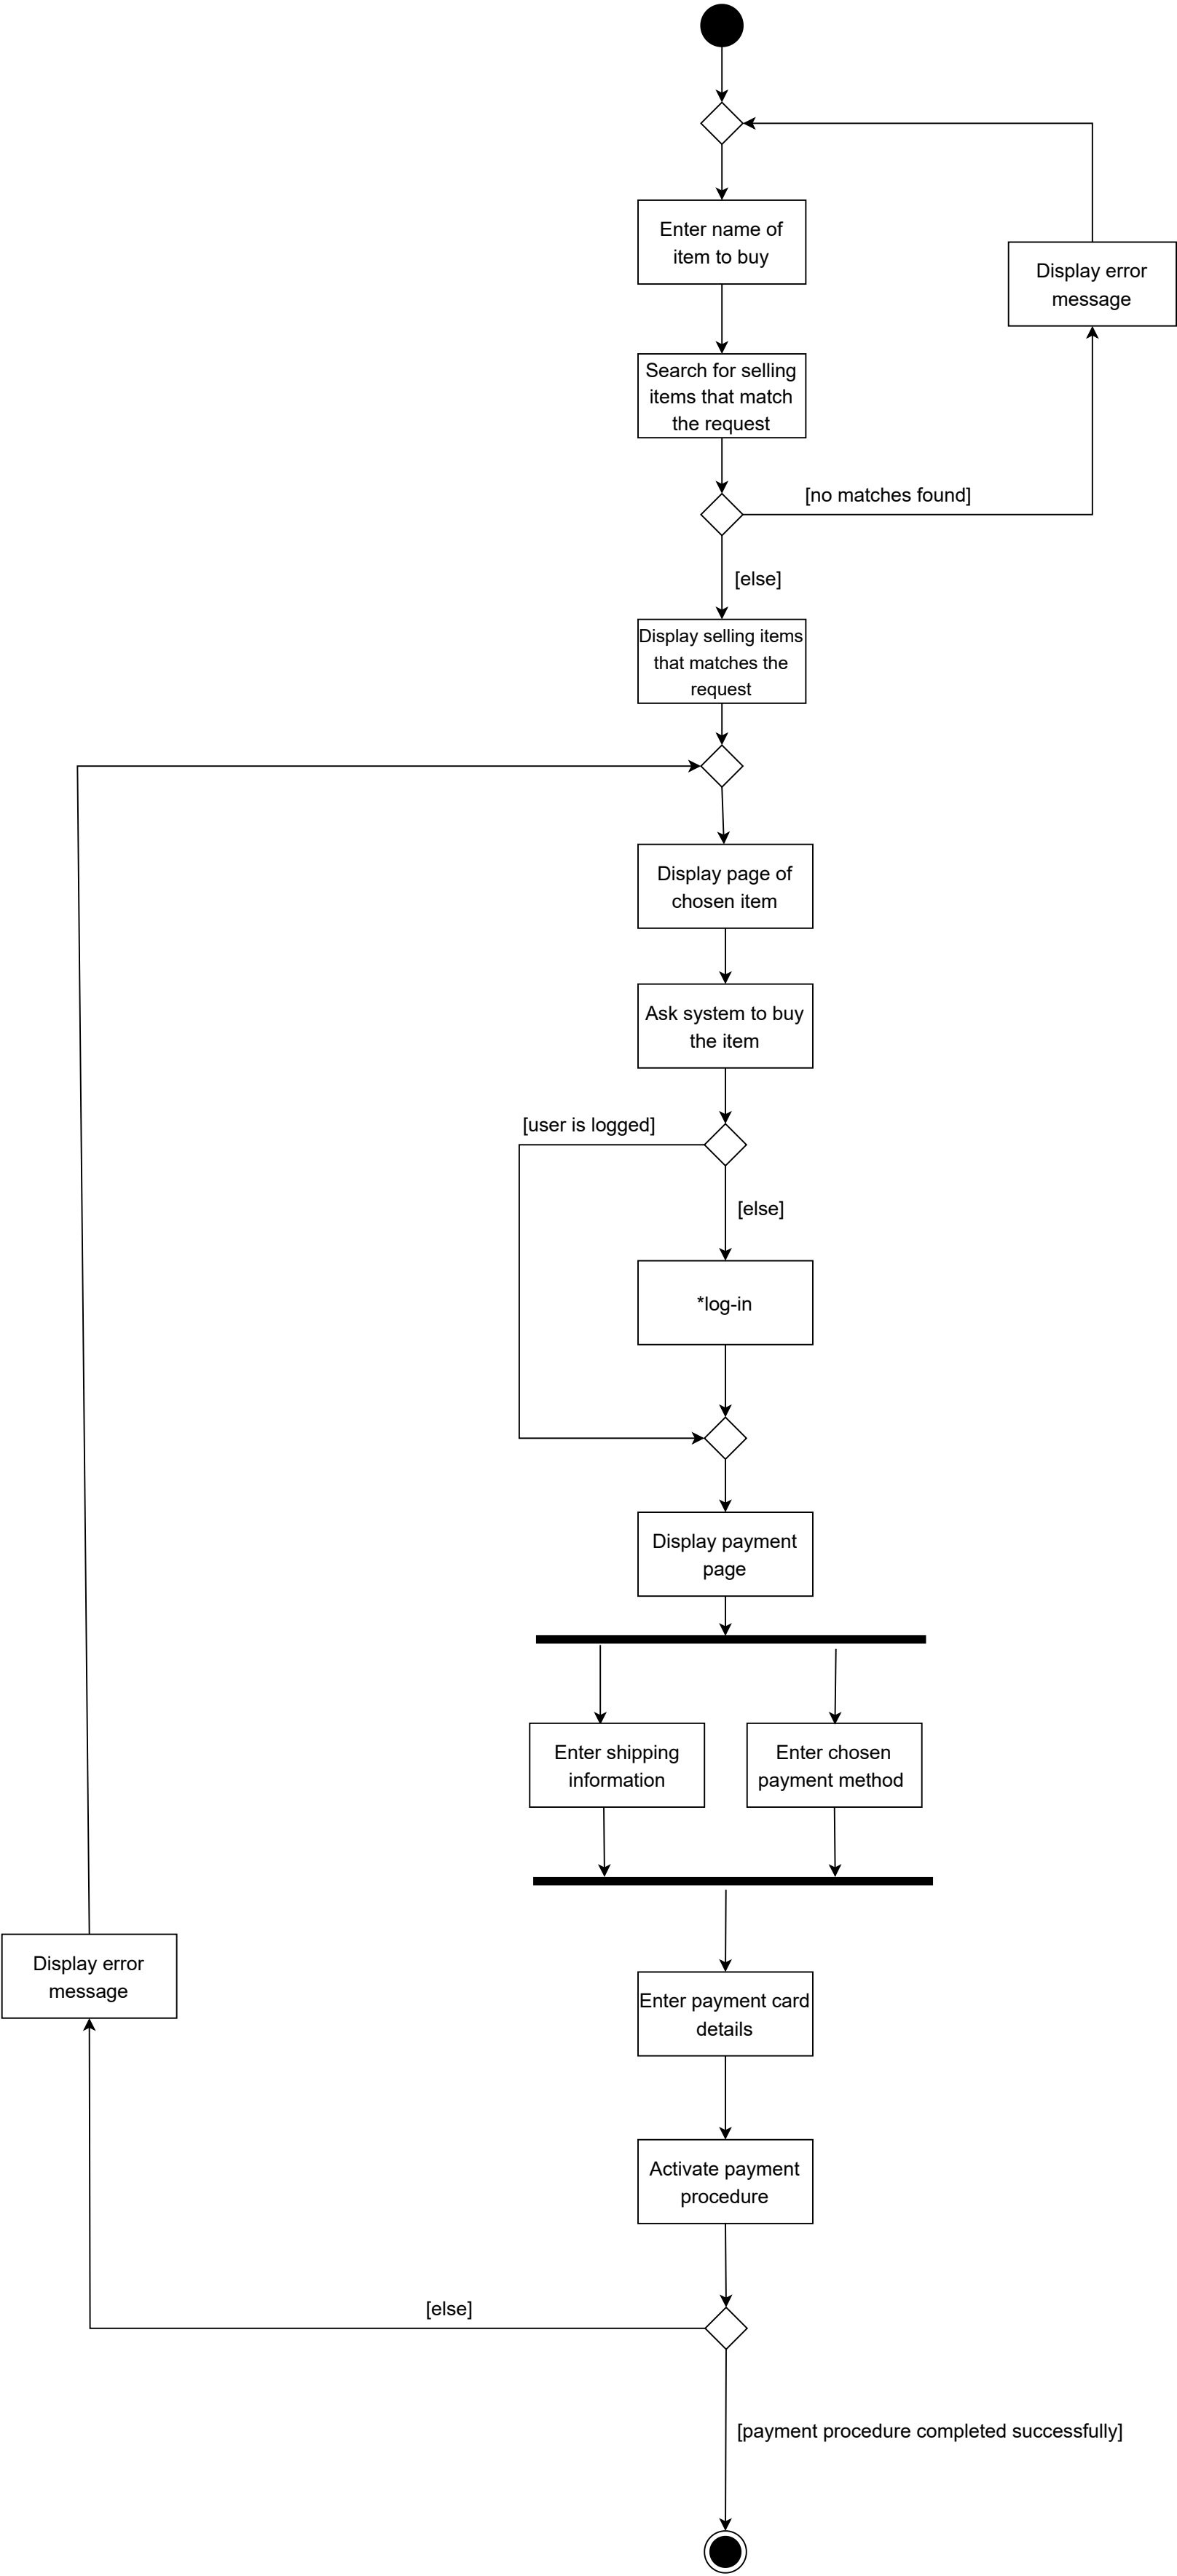 Enter name of
item to buy
Display error
message
Search for selling
items that match
the request
[no matches found]
[else]
Display selling items
that matches the
request
Display page of
chosen item
Ask system to buy
the item
[user is logged]
[else]
*log-in
Display payment
page
Enter shipping
information
Enter chosen
payment method
Display error
message
Enter payment card
details
Activate payment
procedure
[else]
[payment procedure completed successfully]